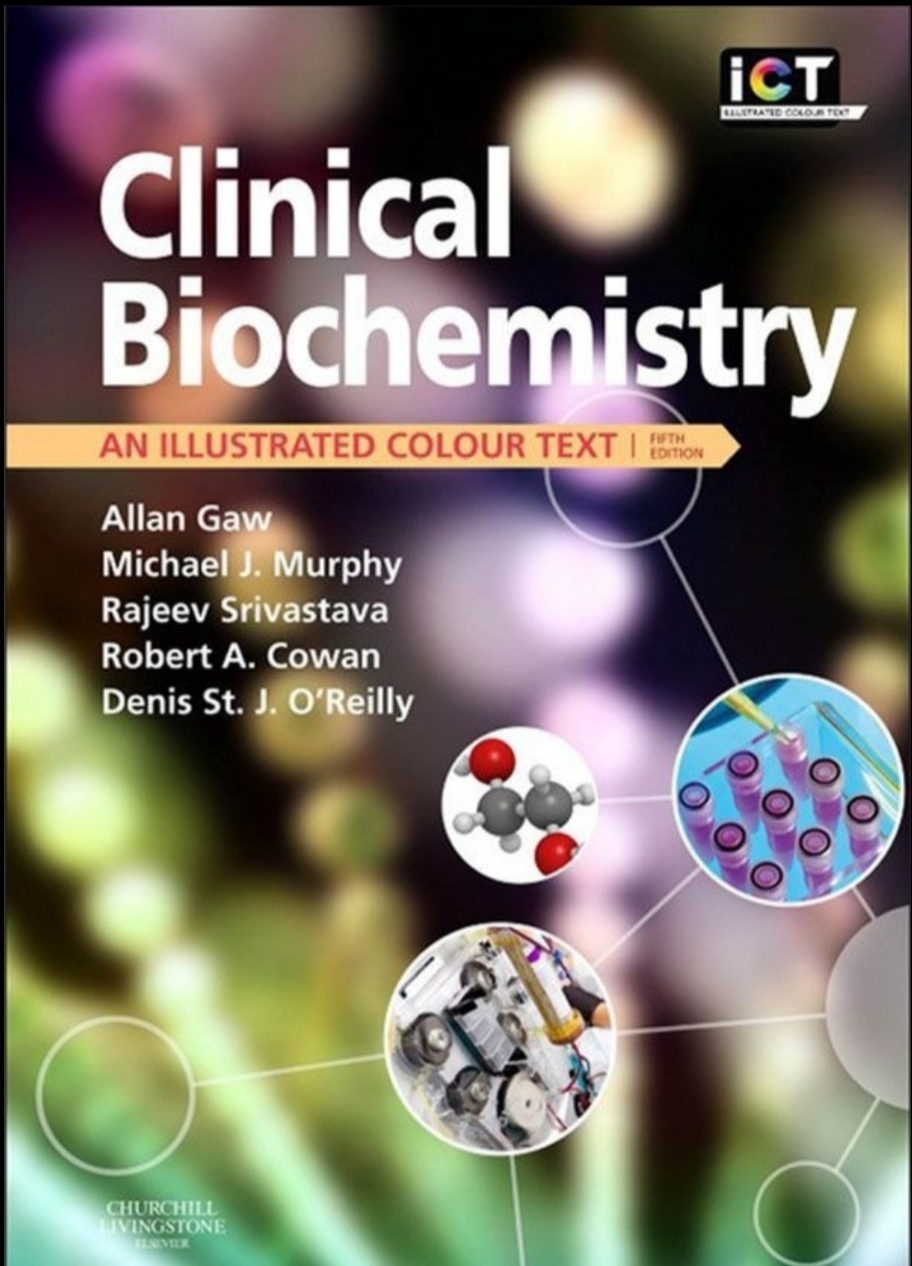 iCT
ILLUSTRATED COLOUR TEXT
Clinical
Biochemistry
AN ILLUSTRATED COLOUR TEXT | FIFTH
EDITION
Allan Gaw
Michael J. Murphy
Rajeev Srivastava
Robert A. Cowan
Denis St. J. O'Reilly
CHURCHILL
LIVINGSTONE
ELSEVIER